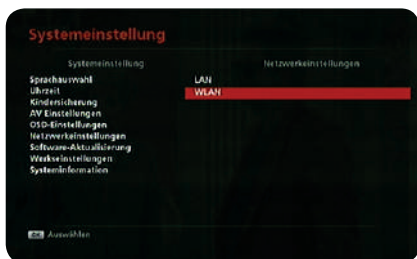 Systemeinstellung
Systemeinstellung
Netzwerkeinstellungen
Sprachauswahl
Uhrzeit
Kindersicherung
AV Einstellungen
OSD-Einstellungen
Netzwerkeinstellungen
Software-Aktualisierung
Werkseinstellungen
Systeminformation
LAN
WLAN
OK Auswählen